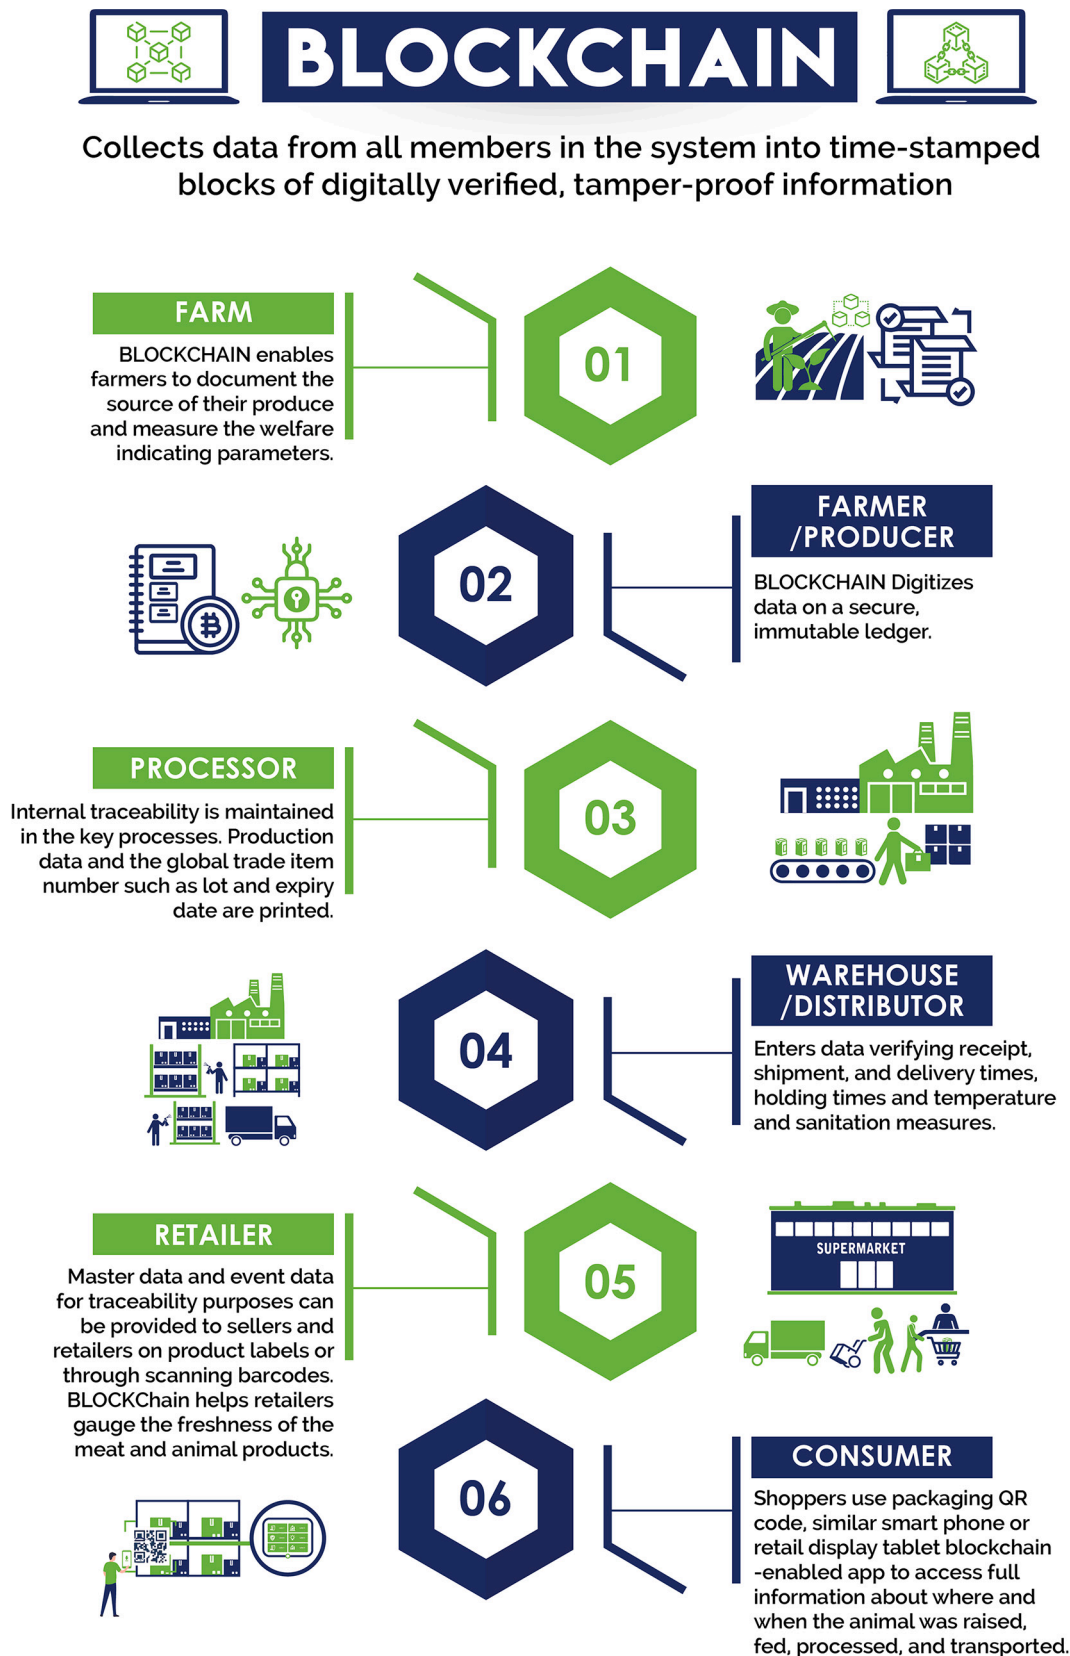 BLOCKCHAIN
Collects data from all members in the system into time-stamped
blocks of digitally verified, tamper-proof information
FARM
BLOCKCHAIN enables
farmers to document the
source of their produce
and measure the welfare
indicating parameters.
01
02
FARMER
/PRODUCER
BLOCKCHAIN Digitizes
data on a secure,
immutable ledger.
PROCESSOR
Internal traceability is maintained
in the key processes. Production
data and the global trade item
number such as lot and expiry
date are printed.
03
04
WAREHOUSE
/DISTRIBUTOR
Enters data verifying receipt,
shipment, and delivery times,
holding times and temperature
and sanitation measures.
RETAILER
Master data and event data
for traceability purposes can
be provided to sellers and
retailers on product labels or
through scanning barcodes.
BLOCKChain helps retailers
gauge the freshness of the
meat and animal products.
05
SUPERMARKET
06
CONSUMER
Shoppers use packaging QR
code, similar smart phone or
retail display tablet blockchain
-enabled app to access full
information about where and
when the animal was raised,
fed, processed, and transported.